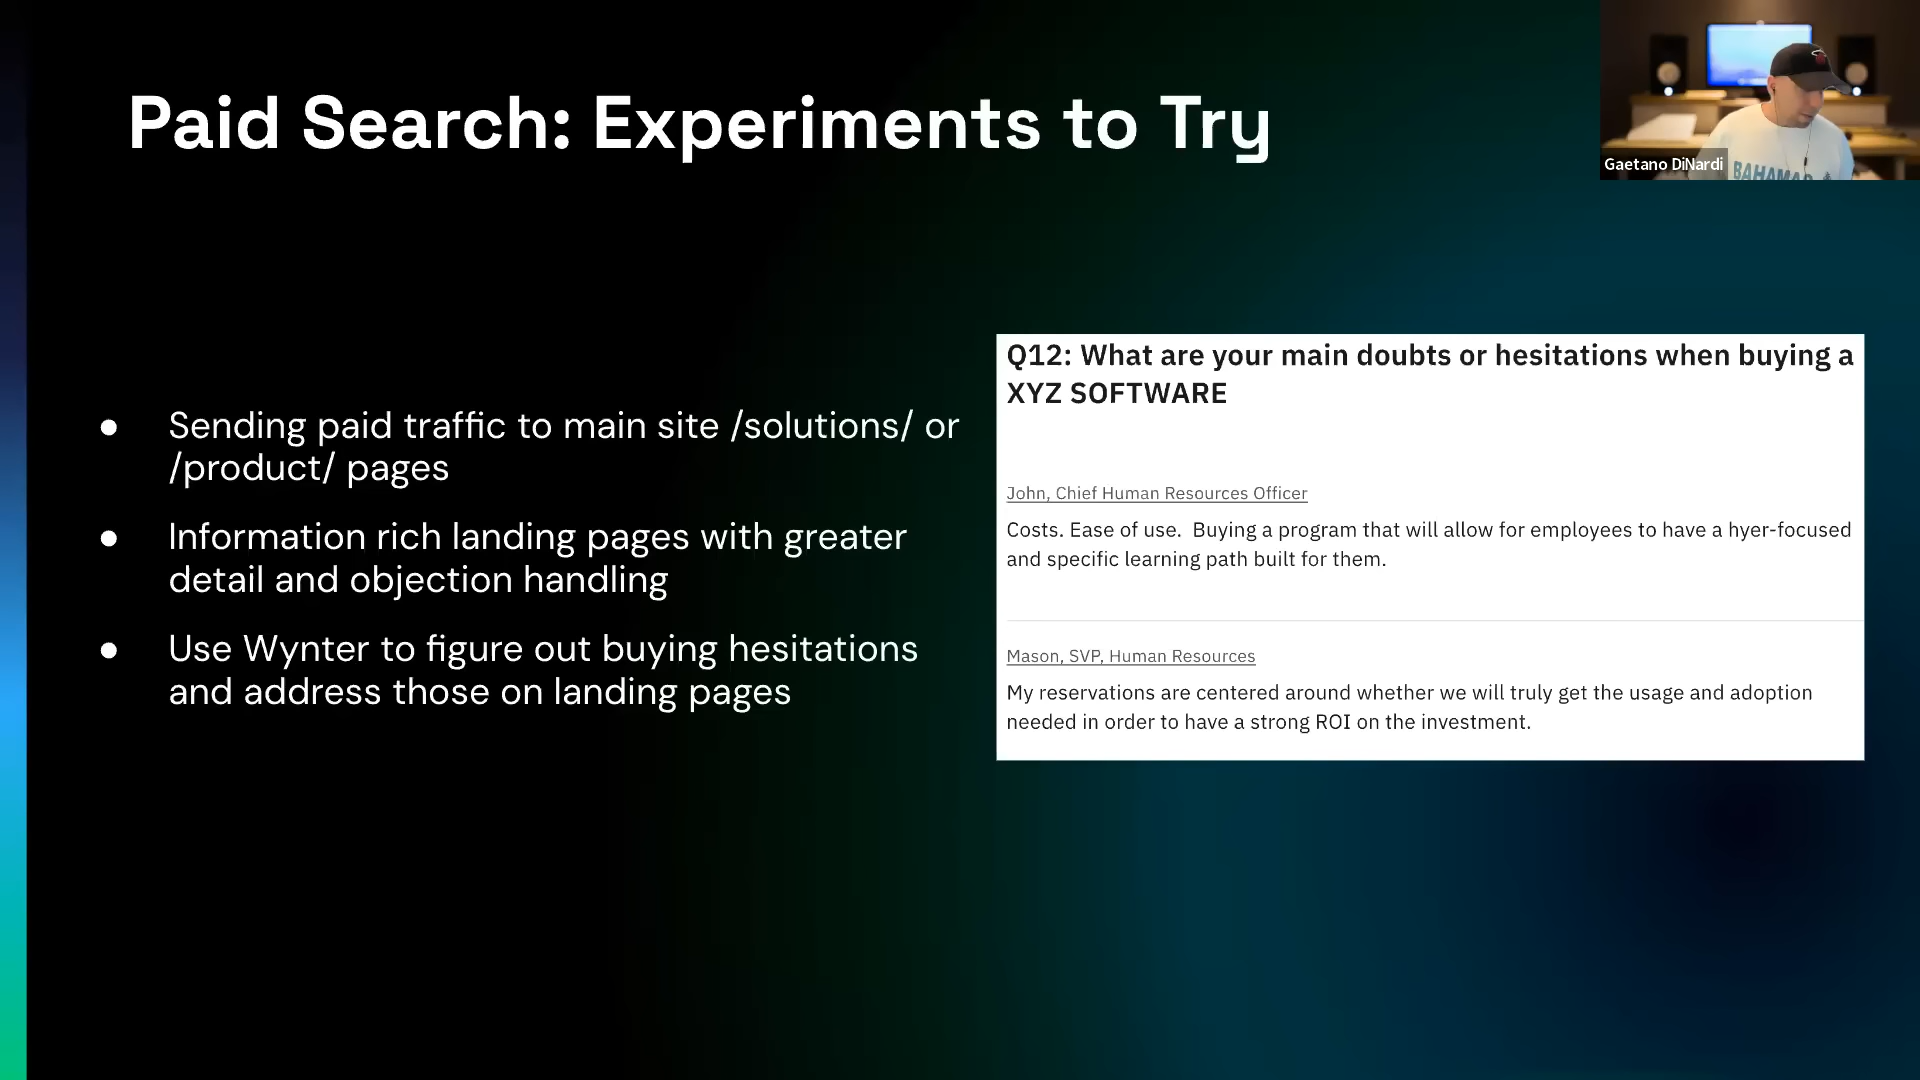 Paid Search: Experiments to Try
Gaetano DiNardi
BAHAMAS
● Sending paid traffic to main site /solutions/ or
/product/ pages
● Information rich landing pages with greater
detail and objection handling
● Use Wynter to figure out buying hesitations
and address those on landing pages
Q12: What are your main doubts or hesitations when buying a
XYZ SOFTWARE
John, Chief Human Resources Officer
Costs. Ease of use.  Buying a program that will allow for employees to have a hyer-focused
and specific learning path built for them.
Mason, SVP, Human Resources
My reservations are centered around whether we will truly get the usage and adoption
needed in order to have a strong ROI on the investment.